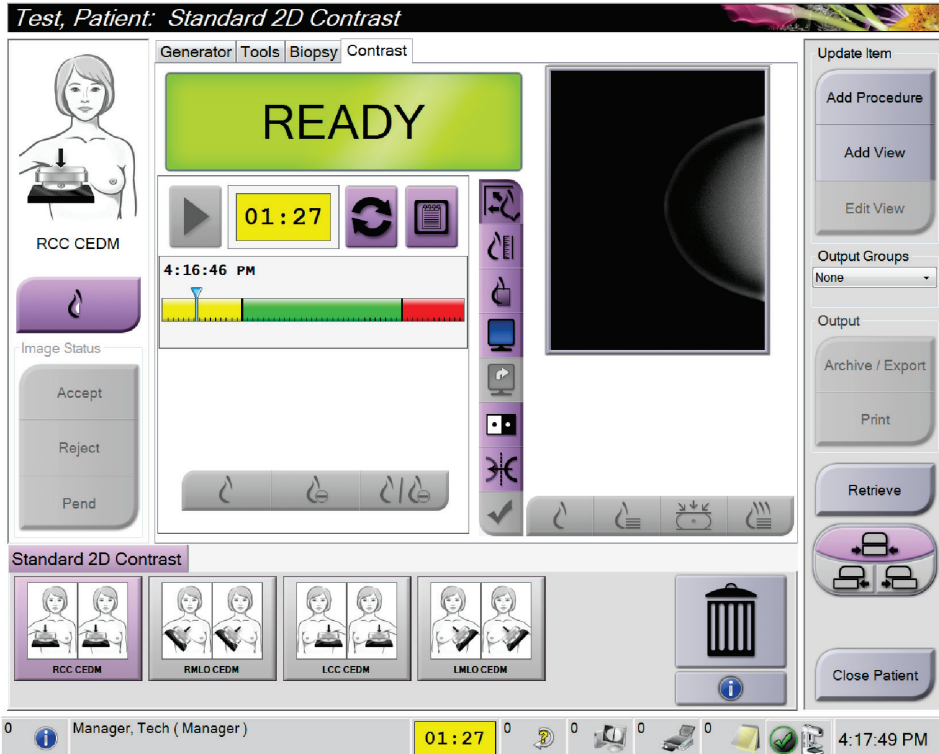 Test, Patient: Standard 2D Contrast
Generator Tools Biopsy Contrast
READY
01:27
4:16:46 PM
RCC CEDM
Image Status
Accept
Reject
Pend
Update Item
Add Procedure
Add View
Edit View
Output Groups
None
Output
Archive / Export
Print
Retrieve
Close Patient
Standard 2D Contrast
RCC CEDM
RMLO CEDM
LCC CEDM
LMLO CEDM
0 Manager, Tech ( Manager ) 01:27 0 0 0 0 4:17:49 PM